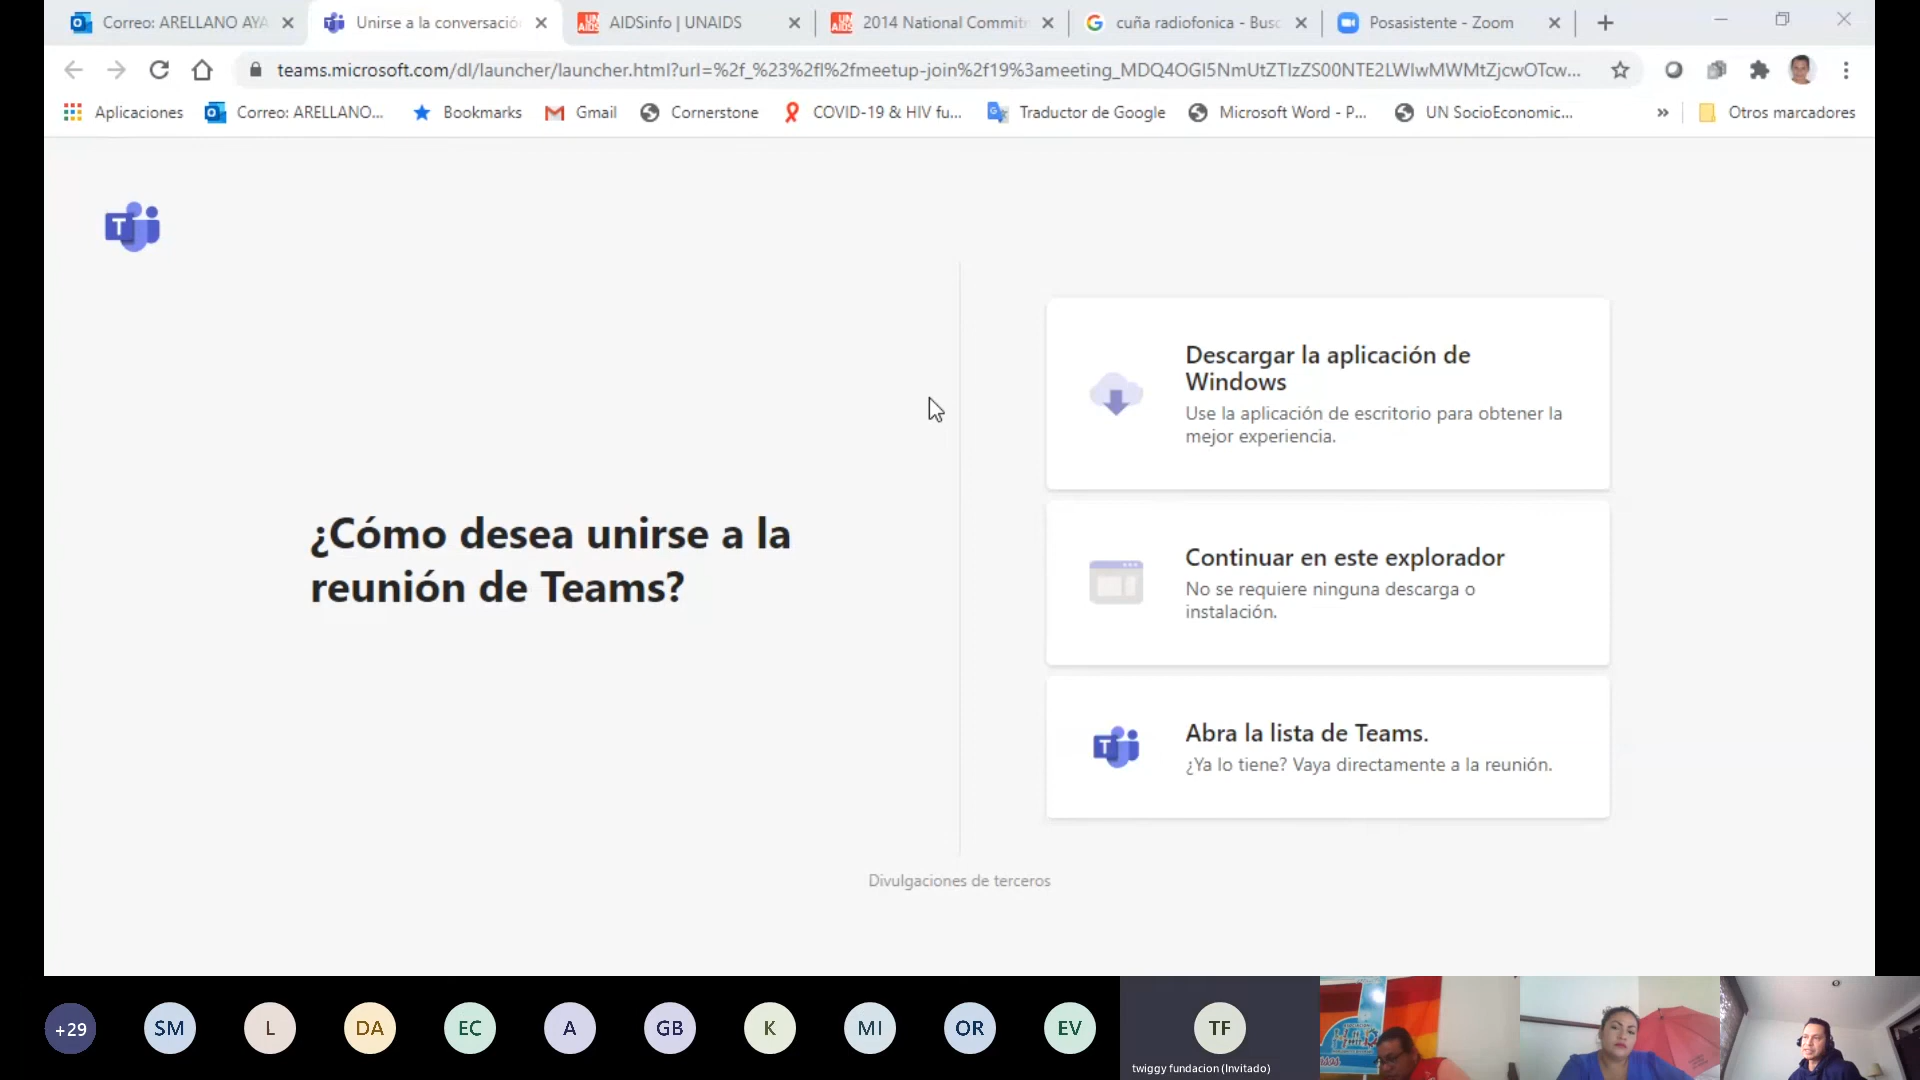 Correo: ARELLANO AYA
Unirse a la conversació
AIDSinfo | UNAIDS
2014 National Commitm
cuña radiofonica - Busc
Posasistente - Zoom
teams.microsoft.com/dl/launcher/launcher.html?url=%2f_%23%2fl%2fmeetup-join%2f19%3ameeting_MDQ4OGI5NmUtZTIzZS00NTE2LWIwMWMtZjcwOTcw...
Aplicaciones
Correo: ARELLANO...
Bookmarks
Gmail
Cornerstone
COVID-19 & HIV fu...
Traductor de Google
Microsoft Word - P...
UN SocioEconomic...
»
Otros marcadores
¿Cómo desea unirse a la
reunión de Teams?
Descargar la aplicación de
Windows
Use la aplicación de escritorio para obtener la
mejor experiencia.
Continuar en este explorador
No se requiere ninguna descarga o
instalación.
Abra la lista de Teams.
¿Ya lo tiene? Vaya directamente a la reunión.
Divulgaciones de terceros
+29
SM
L
DA
EC
A
GB
K
MI
OR
EV
TF
twiggy fundacion (Invitado)